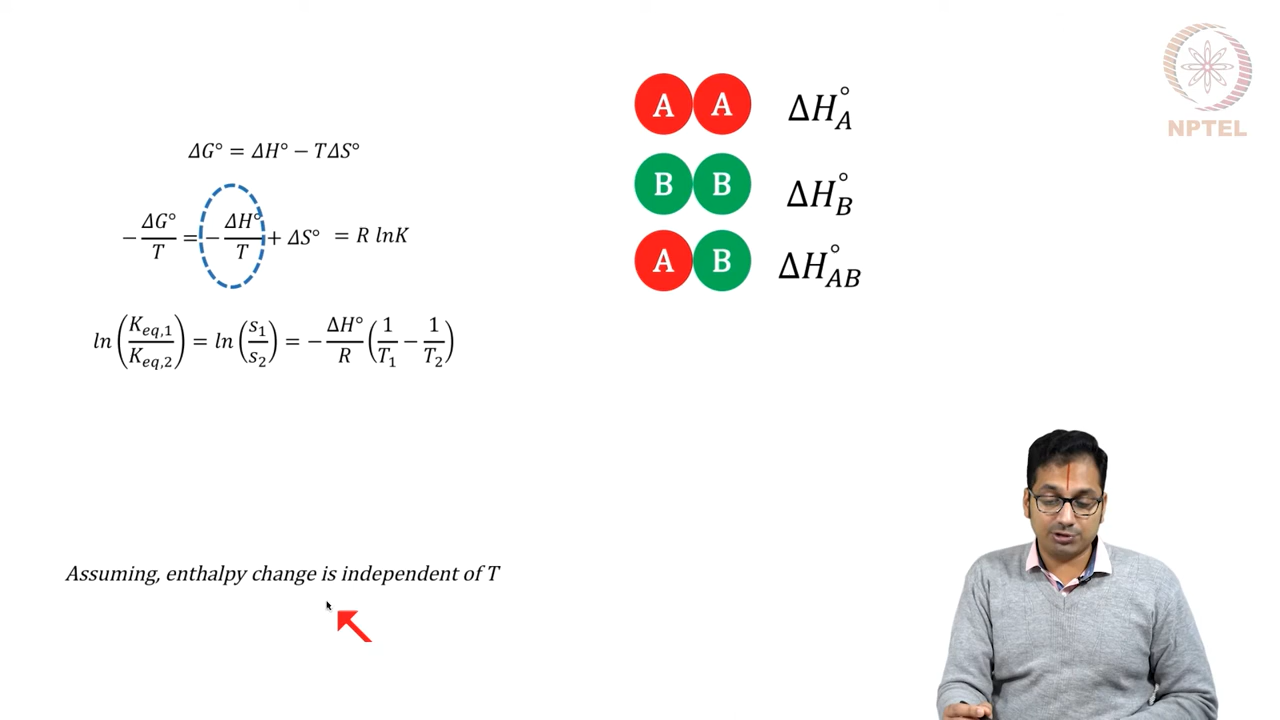 NPTEL
A A ΔH°_A
ΔG° = ΔH° − TΔS°
B B ΔH°_B
− ΔG°/T = − ΔH°/T + ΔS° = R lnK
A B ΔH°_AB
ln(K_eq,1/K_eq,2) = ln(s_1/s_2) = − ΔH°/R (1/T_1 − 1/T_2)
Assuming, enthalpy change is independent of T